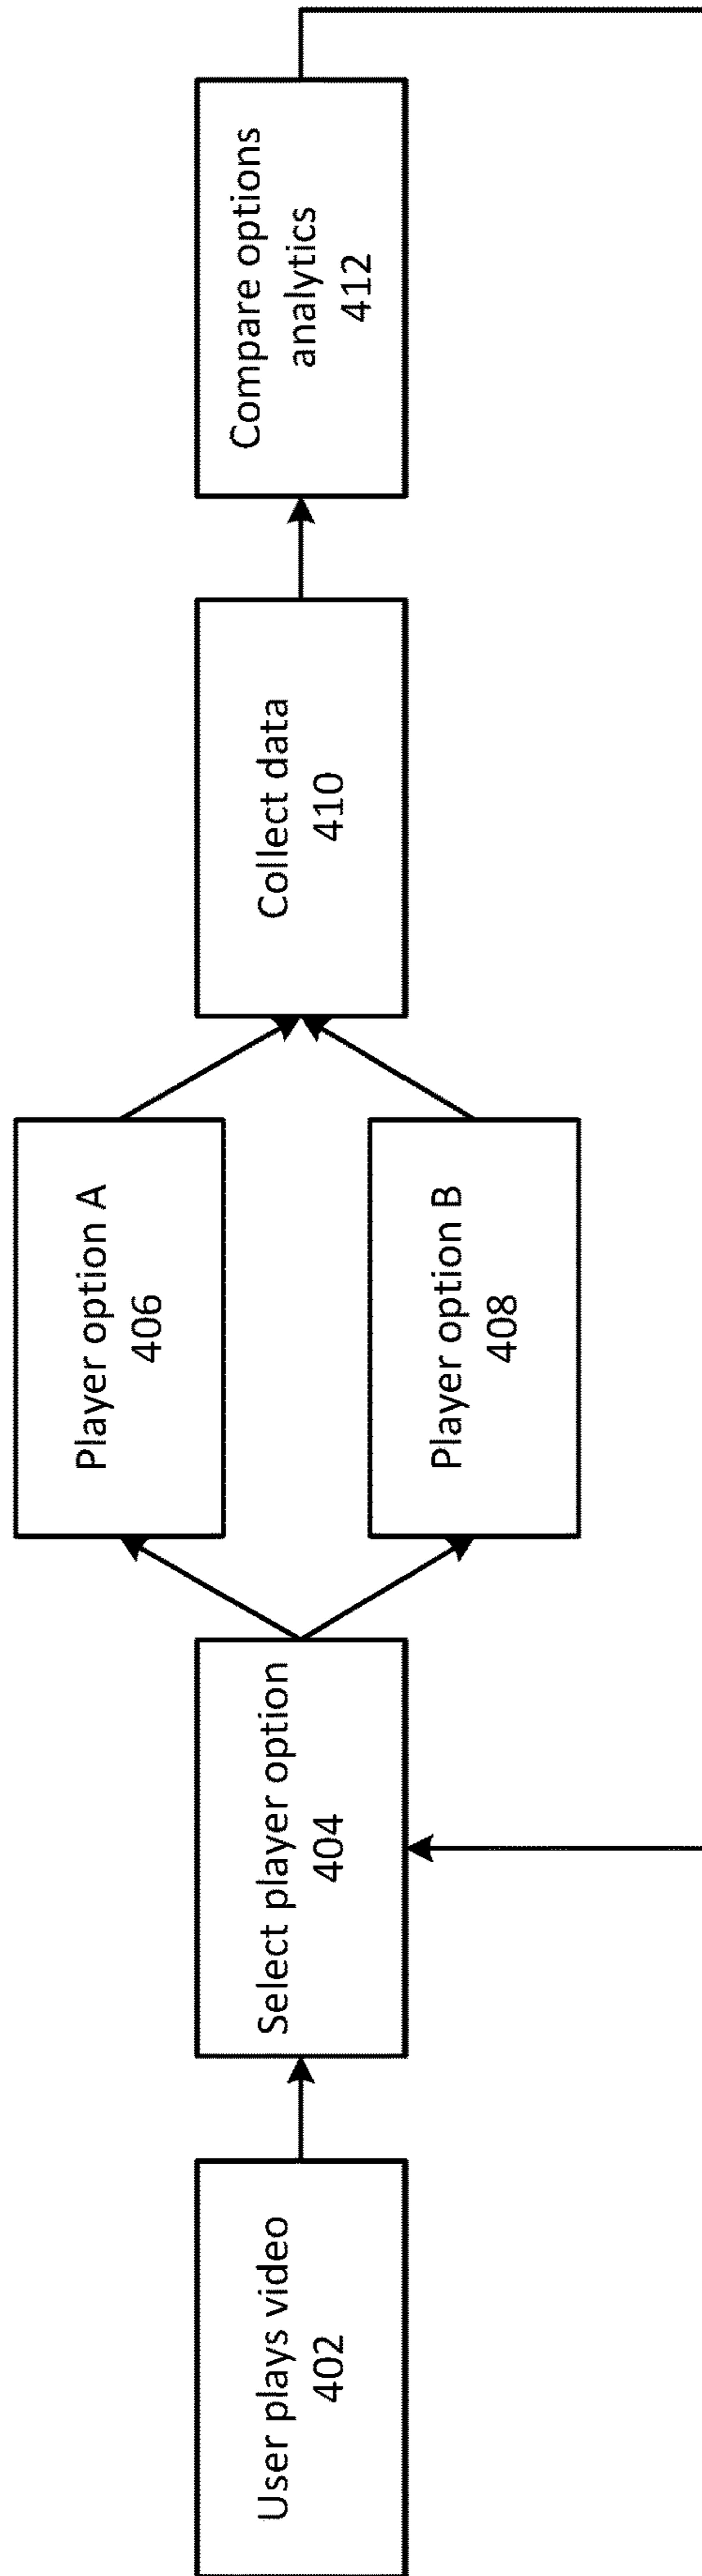 User plays video
402
Select player option
404
Player option A
406
Player option B
408
Collect data
410
Compare options
analytics
412